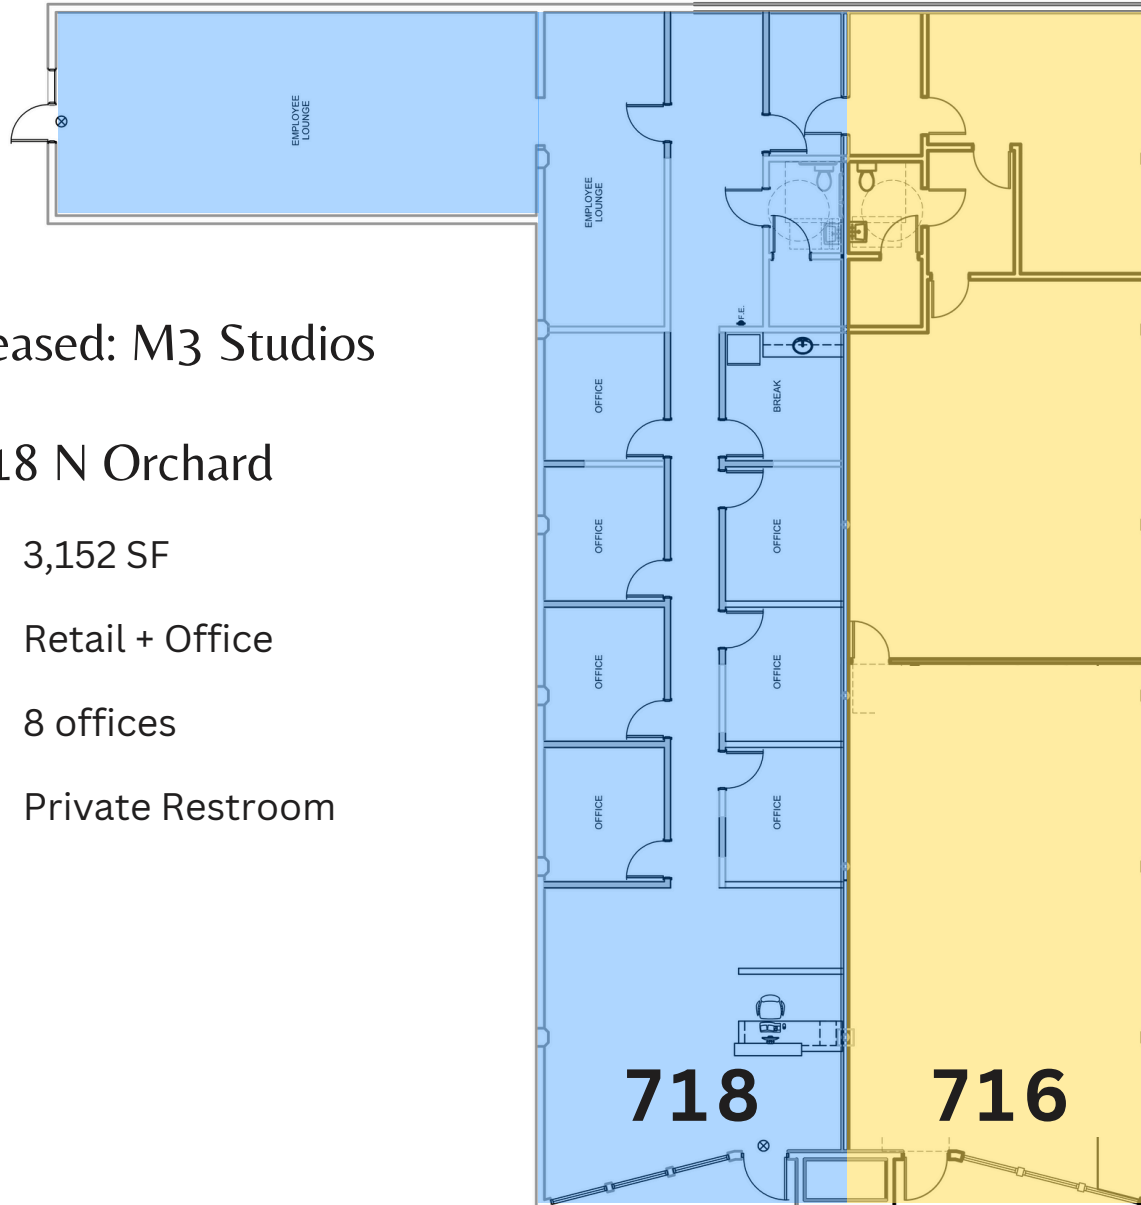 EMPLOYEE
LOUNGE
EMPLOYEE
LOUNGE
F.E.
eased: M3 Studios
OFFICE
BREAK
18 N Orchard
OFFICE
OFFICE
3,152 SF
Retail + Office
OFFICE
OFFICE
8 offices
Private Restroom
OFFICE
OFFICE
718
716